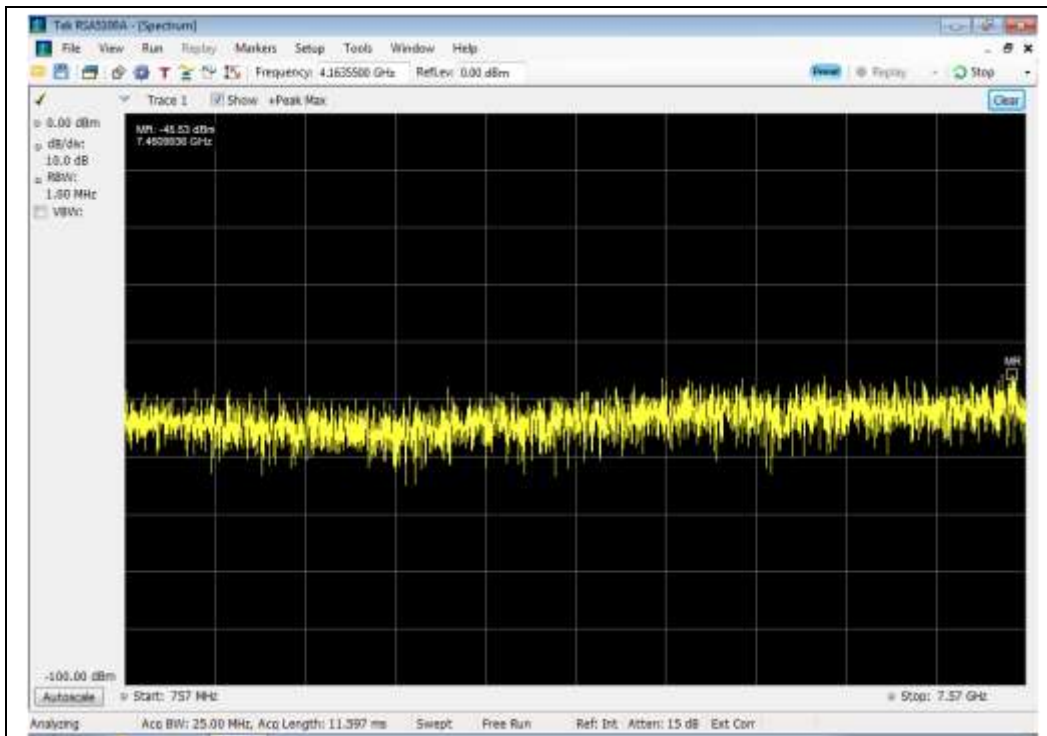 Tek RSA5100A - [Spectrum]
File View Run Replay Markers Setup Tools Window Help
Frequency: 4.1635500 GHz RefLev: 0.00 dBm Preset Replay Stop
Trace 1 Show +Peak Max Clear
0.00 dBm
dB/div:
10.0 dB
RBW:
1.00 MHz
VBW:
MR: -45.53 dBm
GHz
MR
-100.00 dBm
Autoscale Start: 757 MHz Stop: 7.57 GHz
Analyzing Acq BW: 25.00 MHz, Acq Length: 11.397 ms Swept Free Run Ref: Int Atten: 15 dB Ext Corr